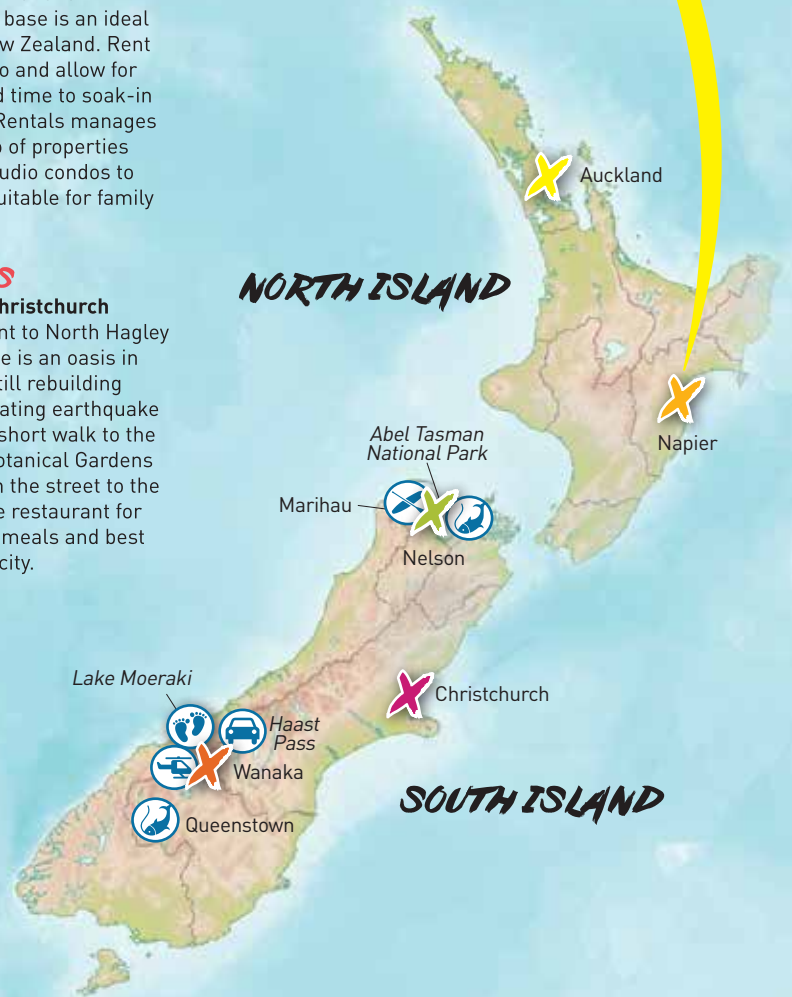 base is an ideal
w Zealand. Rent
o and allow for
d time to soak-in
Rentals manages
o of properties
udio condos to
uitable for family
S
hristchurch
nt to North Hagley
e is an oasis in
till rebuilding
ating earthquake
short walk to the
otanical Gardens
n the street to the
e restaurant for
meals and best
city.
Auckland
NORTH ISLAND
Napier
Abel Tasman
National Park
Marihau
Nelson
Lake Moeraki
Christchurch
Haast
Pass
Wanaka
SOUTH ISLAND
Queenstown